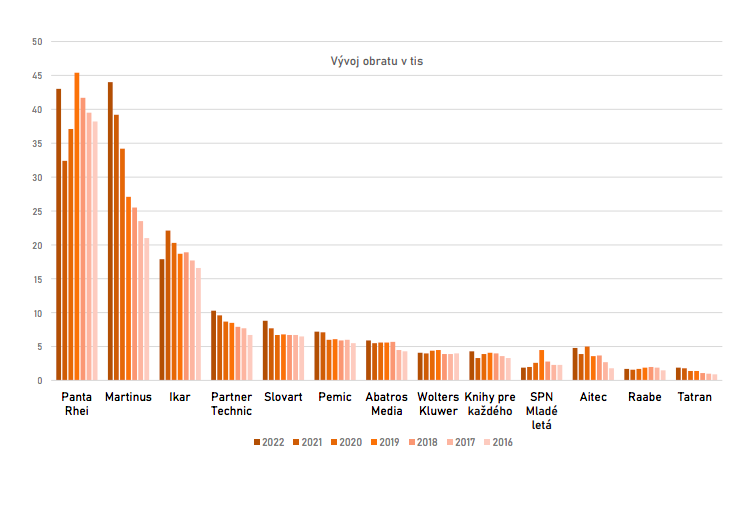 Vývoj obratu v tis
50
45
40
35
30
25
20
15
10
5
0
Panta Rhei
Martinus
Ikar
Partner Technic
Slovart
Pemic
Abatros Media
Wolters Kluwer
Knihy pre každého
SPN Mladé letá
Aitec
Raabe
Tatran
2022 2021 2020 2019 2018 2017 2016